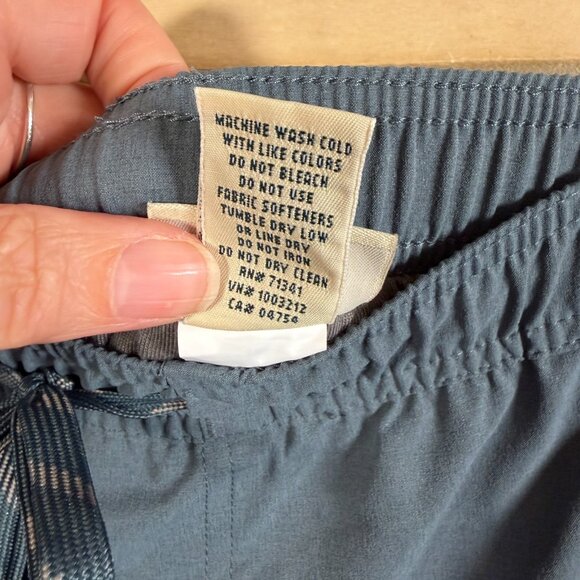 MACHINE WASH COLD
WITH LIKE COLORS
DO NOT BLEACH
DO NOT USE
FABRIC SOFTENERS
TUMBLE DRY LOW
OR LINE DRY
DO NOT IRON
DO NOT DRY CLEAN
RN# 71341
VN# 1003212
CA# 04754